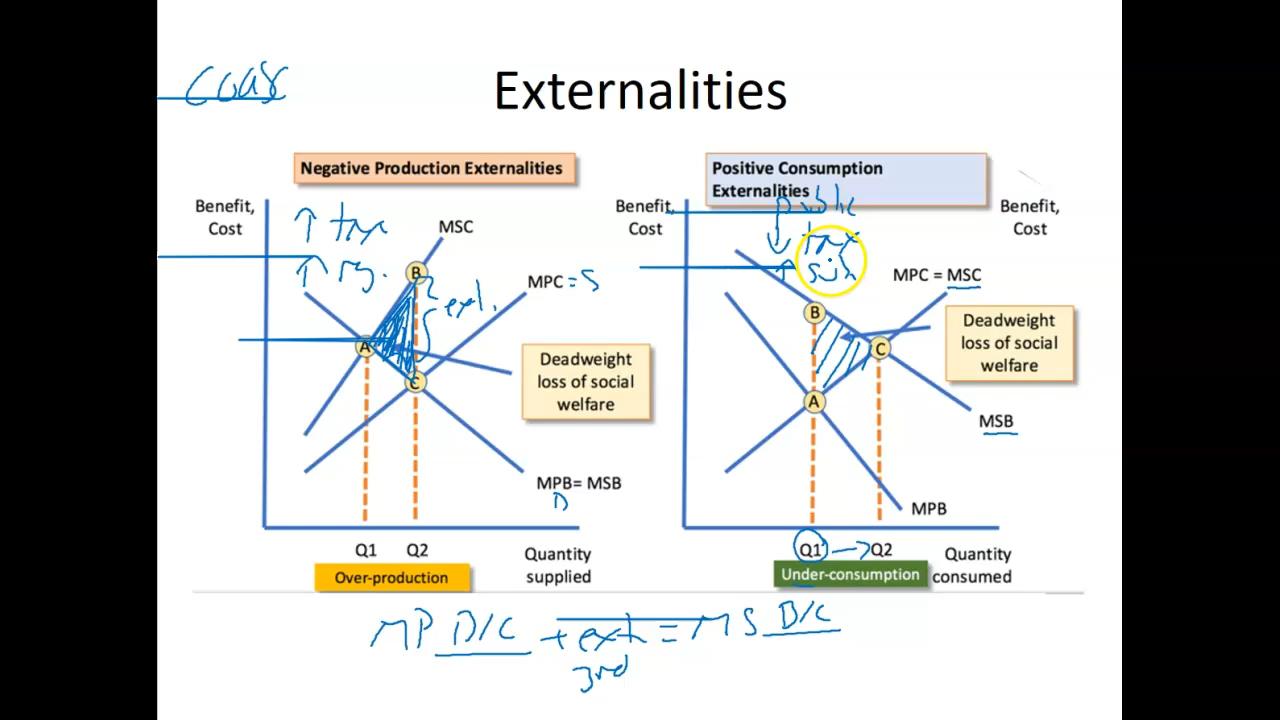 Externalities
Negative Production Externalities
Benefit,
Cost
↑ tax
↑ reg.
MSC
B
MPC = S
ext.
A
C
Deadweight
loss of social
welfare
MPB= MSB
D
Q1 Q2
Quantity
supplied
Over-production
Positive Consumption
Externalities
Benefit,
Cost
public
↓ tax
↑ sub
Benefit,
Cost
MPC = MSC
B
C
A
Deadweight
loss of social
welfare
MSB
MPB
Q1 → Q2
Quantity
consumed
Under-consumption
MP B/C + ext = MS B/C
3rd